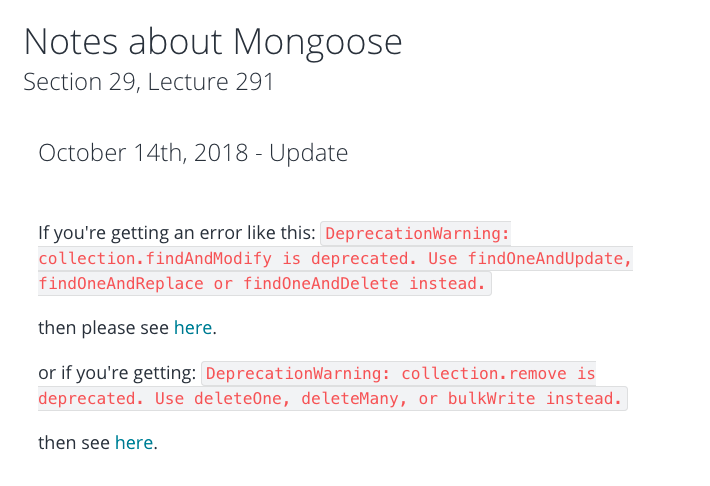 Notes about Mongoose
Section 29, Lecture 291
October 14th, 2018 - Update
If you're getting an error like this: DeprecationWarning:
collection.findAndModify is deprecated. Use findOneAndUpdate,
findOneAndReplace or findOneAndDelete instead.
then please see here.
or if you're getting: DeprecationWarning: collection.remove is
deprecated. Use deleteOne, deleteMany, or bulkWrite instead.
then see here.